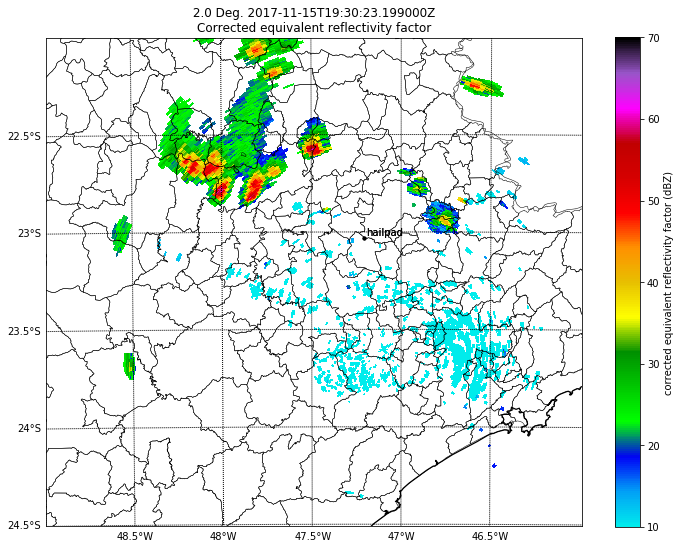 2.0 Deg. 2017-11-15T19:30:23.199000Z
Corrected equivalent reflectivity factor
70
60
50
40
30
20
10
corrected equivalent reflectivity factor (dBZ)
22.5°S
23°S
23.5°S
24°S
24.5°S
hailpad
48.5°W
48°W
47.5°W
47°W
46.5°W